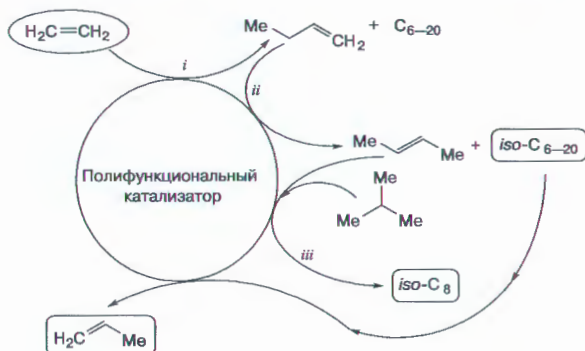 H₂C=CH₂
Me
CH₂
+ C₆₋₂₀
i
ii
Me
Me
+ iso-C₆₋₂₀
Полифункциональный
катализатор
Me
Me
Me
iii
iso-C₈
H₂C
Me